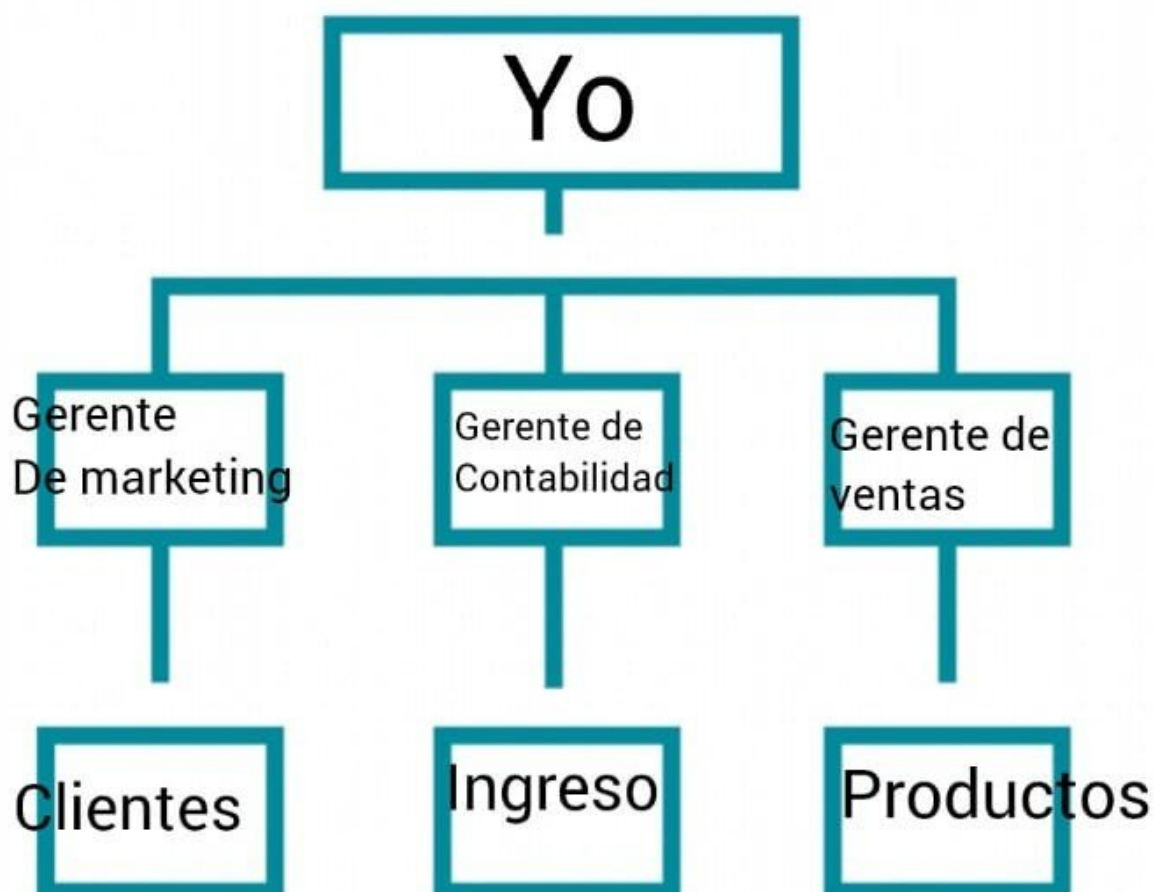 Yo
Gerente
De marketing
Gerente de
Contabilidad
Gerente de
ventas
Clientes
Ingreso
Productos